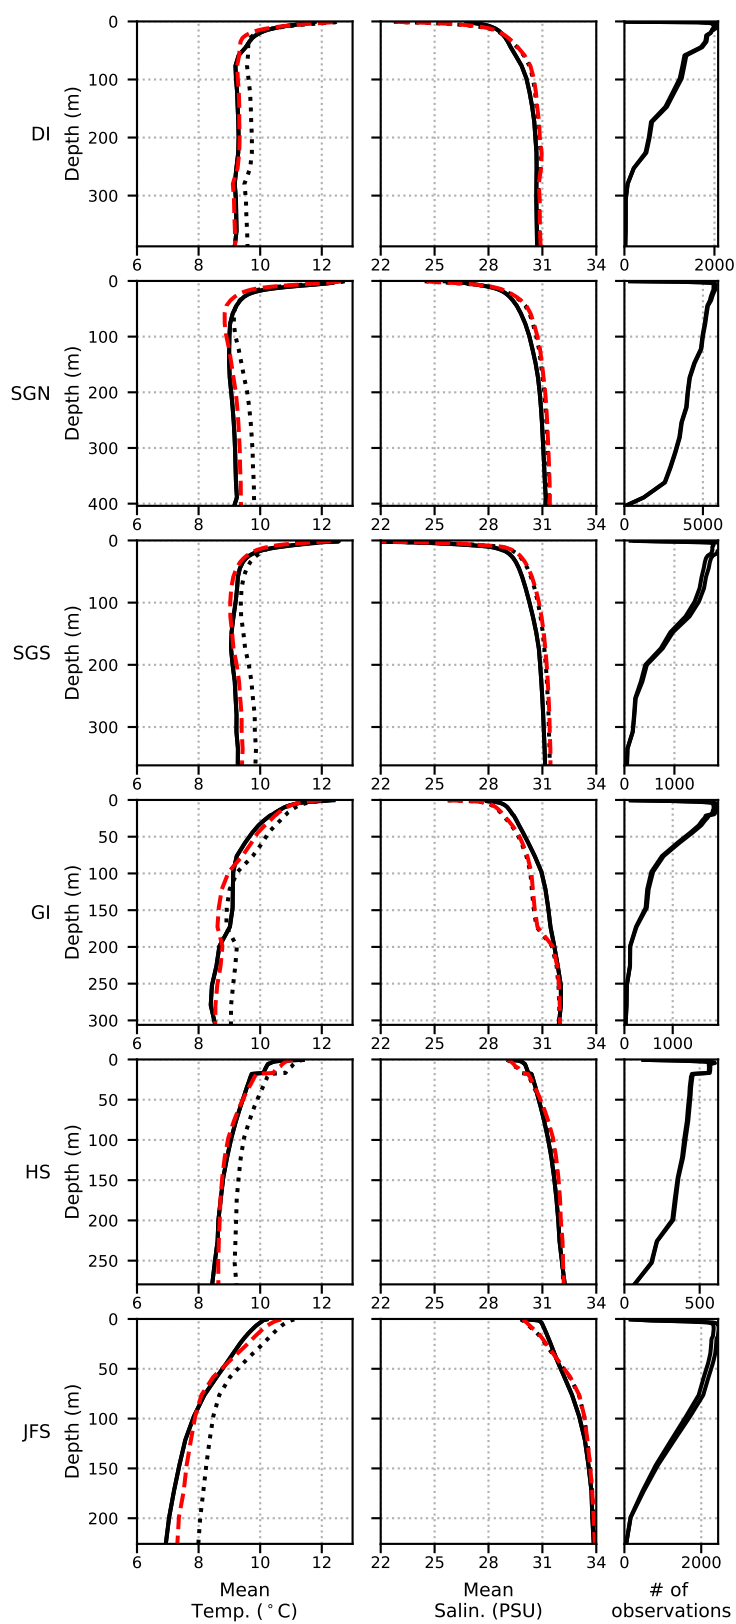 0
100
200
300
DI
Depth (m)
6 8 10 12
22 25 28 31 34
0 2000
0
100
200
300
400
SGN
Depth (m)
6 8 10 12
22 25 28 31 34
0 5000
0
100
200
300
SGS
Depth (m)
6 8 10 12
22 25 28 31 34
0 1000
0
50
100
150
200
250
300
GI
Depth (m)
6 8 10 12
22 25 28 31 34
0 1000
0
50
100
150
200
250
HS
Depth (m)
6 8 10 12
22 25 28 31 34
0 500
0
50
100
150
200
JFS
Depth (m)
6 8 10 12
22 25 28 31 34
0 2000
Mean
Temp. (°C)
Mean
Salin. (PSU)
# of
observations